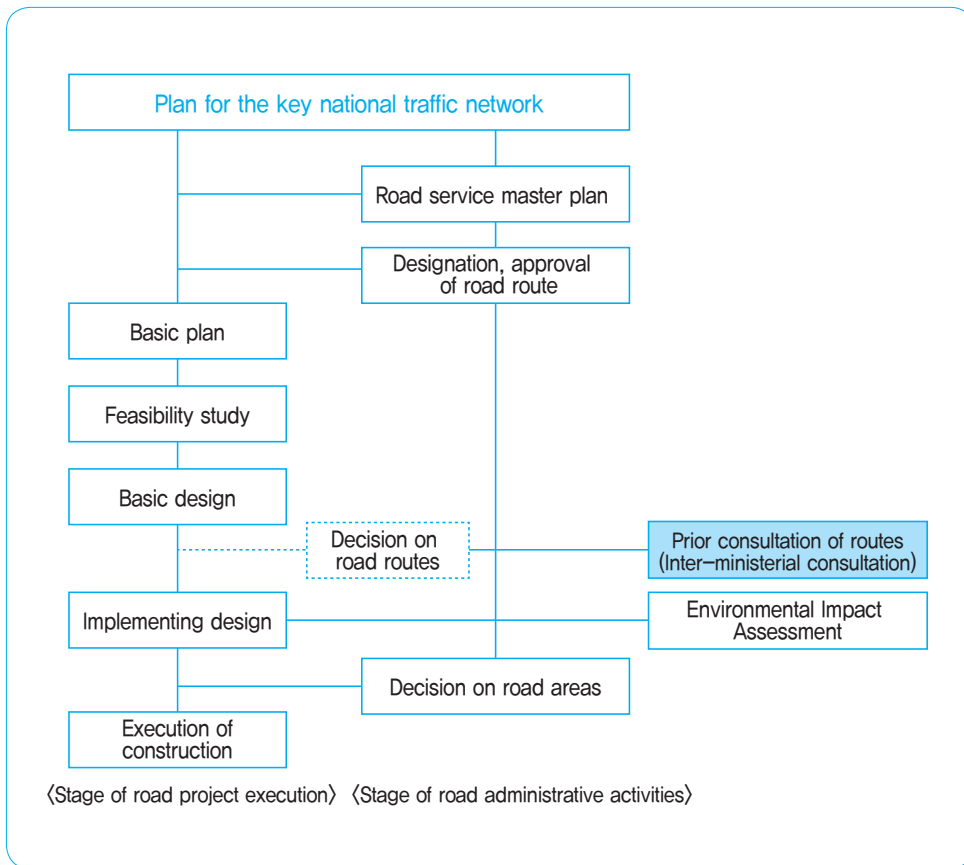 Plan for the key national traffic network
Road service master plan
Designation, approval
of road route
Basic plan
Feasibility study
Basic design
Decision on
road routes
Prior consultation of routes
(Inter-ministerial consultation)
Implementing design
Environmental Impact
Assessment
Decision on road areas
Execution of
construction
〈Stage of road project execution〉 〈Stage of road administrative activities〉